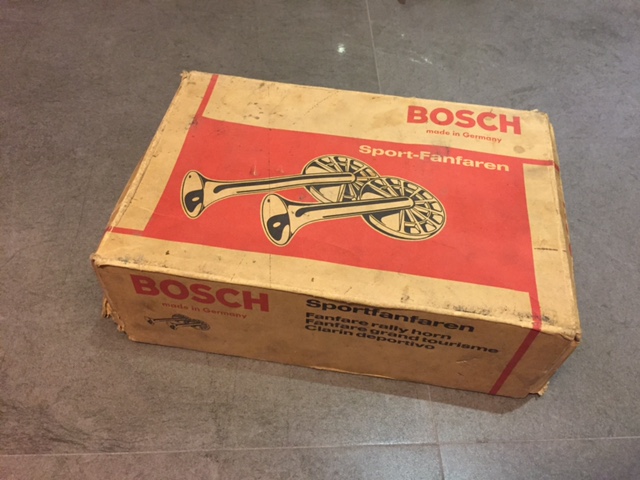 BOSCH
made in Germany
Sport-Fanfaren
BOSCH
made in Germany
Sportfanfaren
Fanfare rally horn
Fanfare grand tourisme
Clarin deportivo